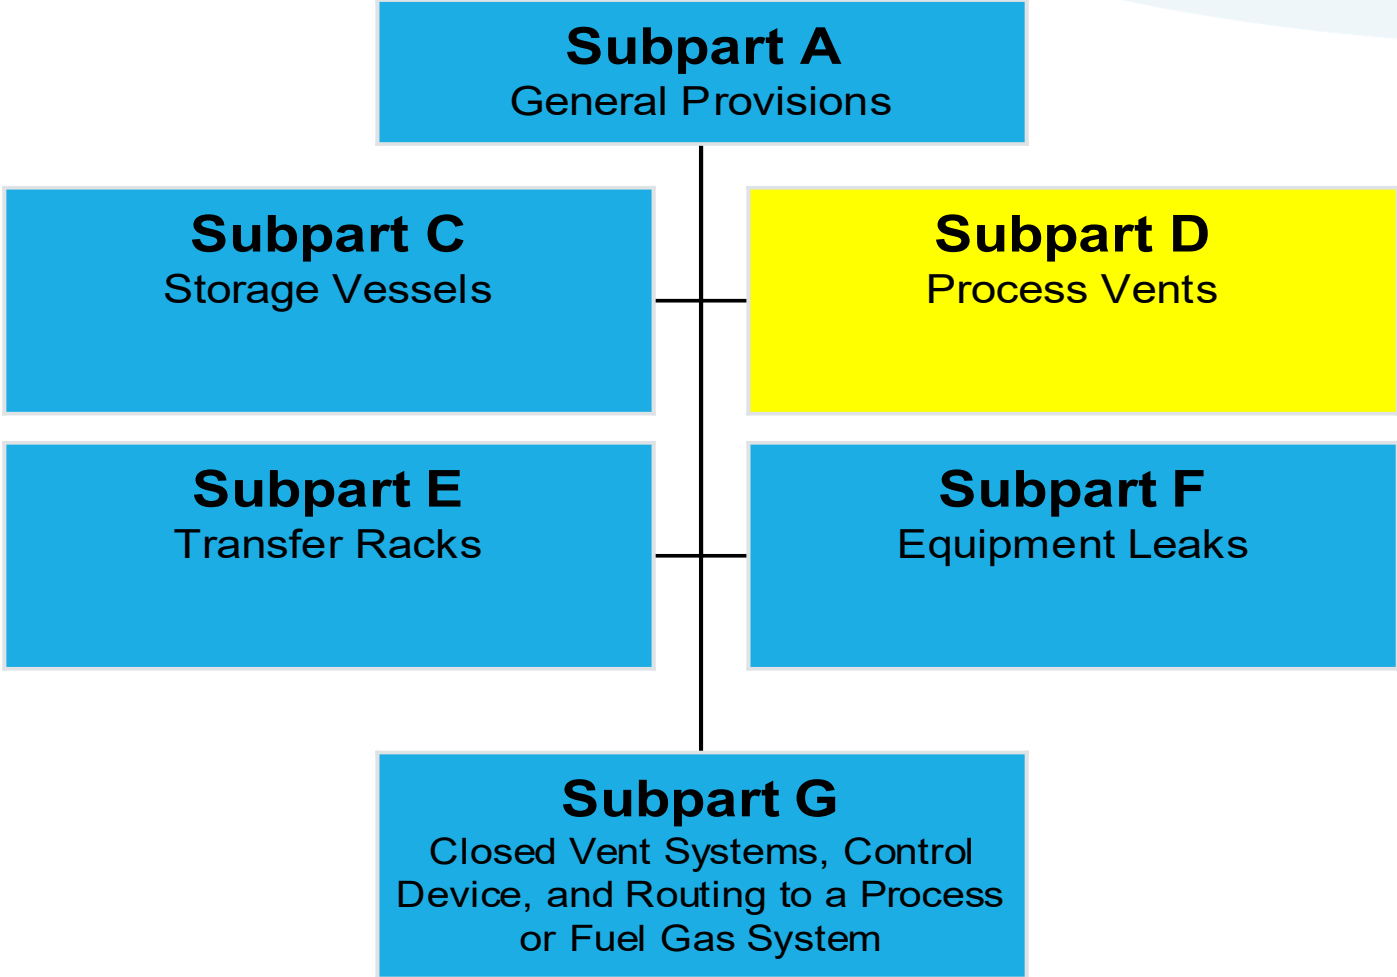 Subpart A
General Provisions
Subpart C
Storage Vessels
Subpart D
Process Vents
Subpart E
Transfer Racks
Subpart F
Equipment Leaks
Subpart G
Closed Vent Systems, Control
Device, and Routing to a Process
or Fuel Gas System